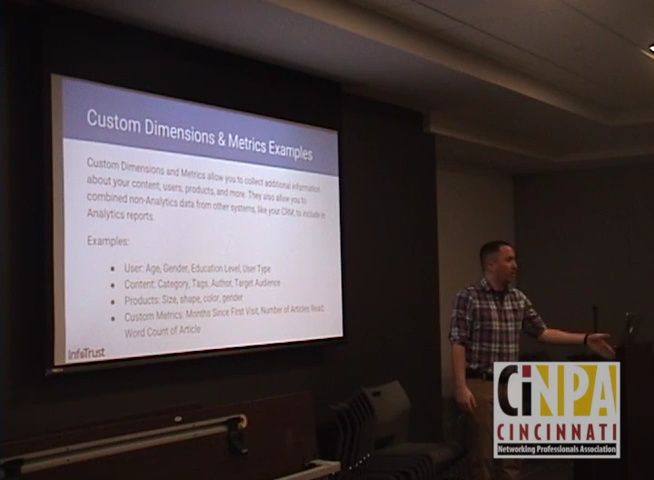 Custom Dimensions & Metrics Examples
Custom Dimensions and Metrics allow you to collect additional information
about your content, users, products, and more. They also allow you to
combined non-Analytics data from other systems, like your CRM, to include in
Analytics reports.
Examples:
● User: Age, Gender, Education Level, User Type
● Content: Category, Tags, Author, Target Audience
● Products: Size, shape, color, gender
● Custom Metrics: Months Since First Visit, Number of Articles Read,
Word Count of Article
InfoTrust
CiNPA
CINCINNATI
Networking Professionals Association